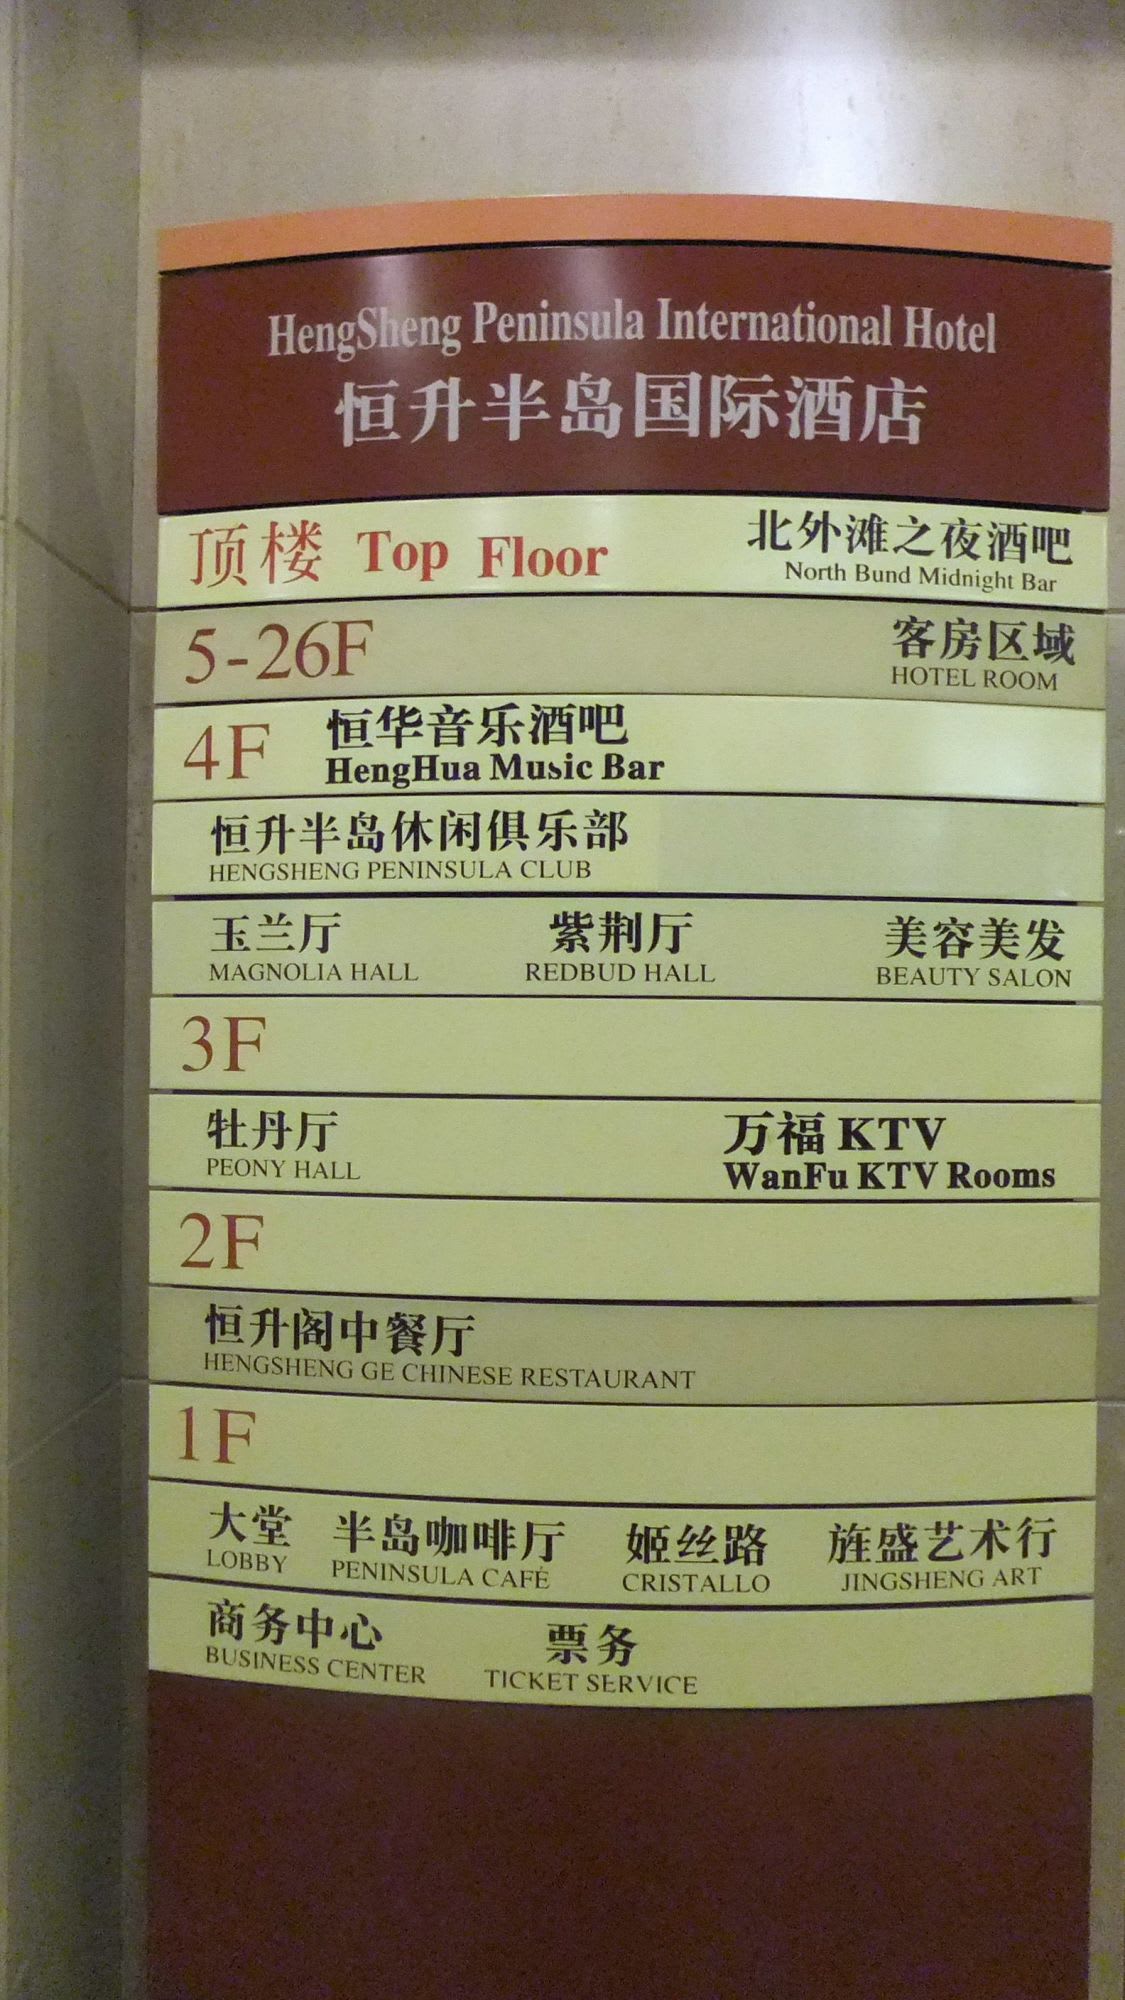 HengSheng Peninsula International Hotel
恒升半岛国际酒店
顶楼 Top Floor 北外滩之夜酒吧
North Bund Midnight Bar
5-26F 客房区域
HOTEL ROOM
4F 恒华音乐酒吧
HengHua Music Bar
恒升半岛休闲俱乐部
HENGSHENG PENINSULA CLUB
玉兰厅 紫荆厅 美容美发
MAGNOLIA HALL REDBUD HALL BEAUTY SALON
3F
牡丹厅 万福 KTV
PEONY HALL WanFu KTV Rooms
2F
恒升阁中餐厅
HENGSHENG GE CHINESE RESTAURANT
1F
大堂 半岛咖啡厅 姬丝路 旌盛艺术行
LOBBY PENINSULA CAFÉ CRISTALLO JINGSHENG ART
商务中心 票务
BUSINESS CENTER TICKET SERVICE